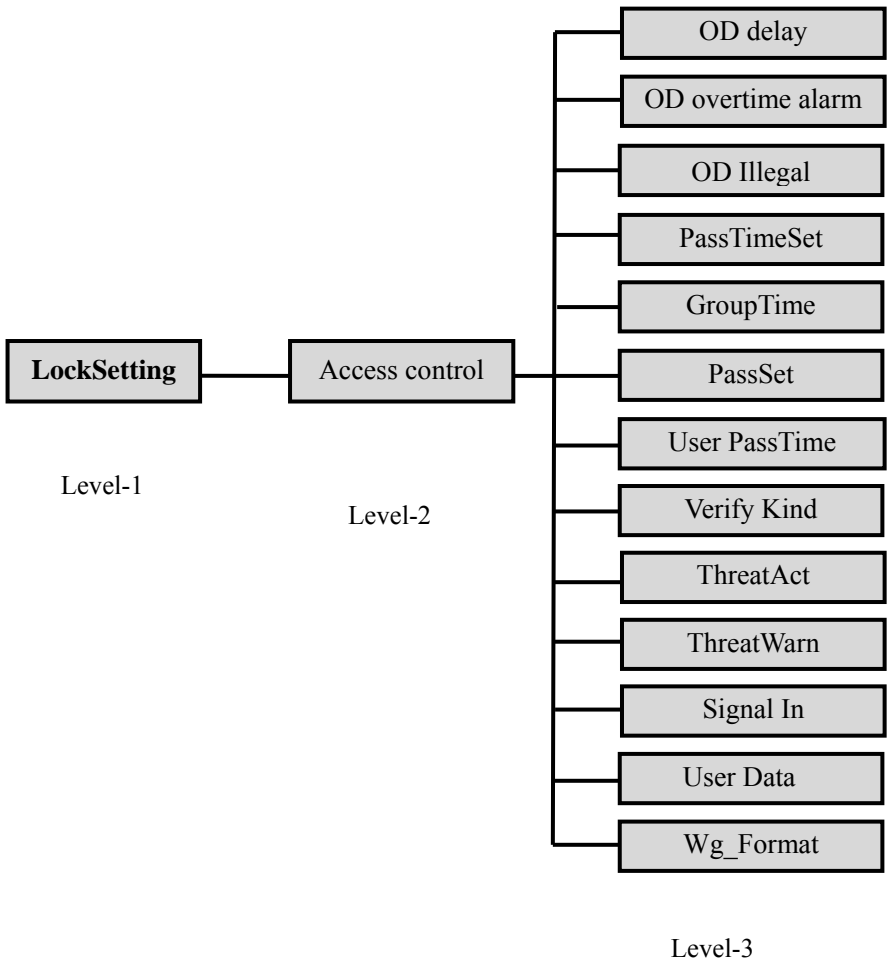 OD delay
OD overtime alarm
OD Illegal
PassTimeSet
GroupTime
LockSetting
Access control
PassSet
User PassTime
Level-1
Level-2
Verify Kind
ThreatAct
ThreatWarn
Signal In
User Data
Wg_Format
Level-3